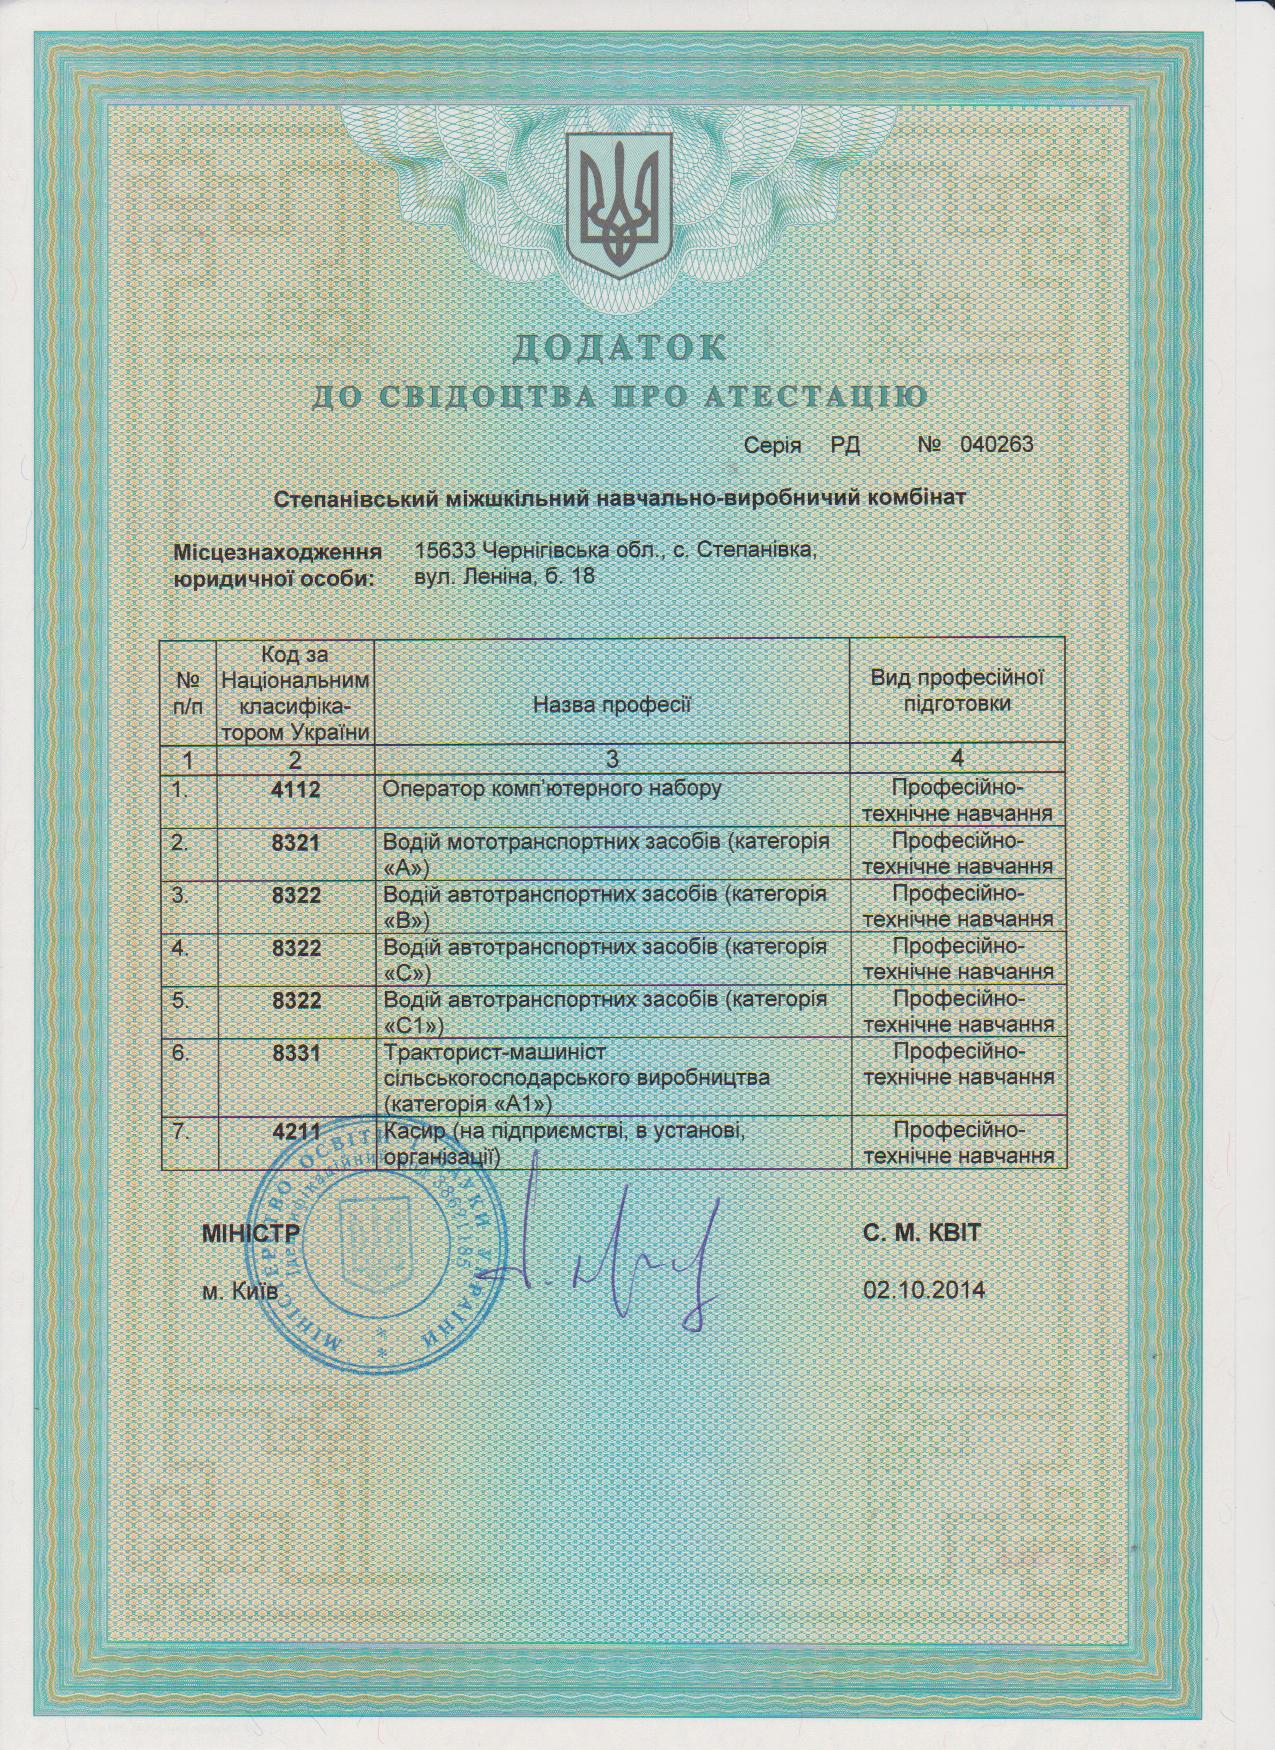 ДОДАТОК
ДО СВІДОЦТВА ПРО АТЕСТАЦІЮ
Серія РД № 040263
Степанівський міжшкільний навчально-виробничий комбінат
Місцезнаходження 15633 Чернігівська обл., с. Степанівка,
юридичної особи: вул. Леніна, б. 18
№ п/п
Код за
Національним
класифіка-
тором України
Назва професії
Вид професійної
підготовки
1 2 3 4
1. 4112 Оператор комп'ютерного набору Професійно-
технічне навчання
2. 8321 Водій мототранспортних засобів (категорія Професійно-
«А») технічне навчання
3. 8322 Водій автотранспортних засобів (категорія Професійно-
«В») технічне навчання
4. 8322 Водій автотранспортних засобів (категорія Професійно-
«С») технічне навчання
5. 8322 Водій автотранспортних засобів (категорія Професійно-
«С1») технічне навчання
6. 8331 Тракторист-машиніст Професійно-
сільськогосподарського виробництва технічне навчання
(категорія «А1»)
7. 4211 Касир (на підприємстві, в установі, Професійно-
організації) технічне навчання
МІНІСТР С. М. КВІТ
м. Київ 02.10.2014
МІНІСТЕРСТВО ОСВІТИ І НАУКИ УКРАЇНИ
Ідентифікаційний код 38621185